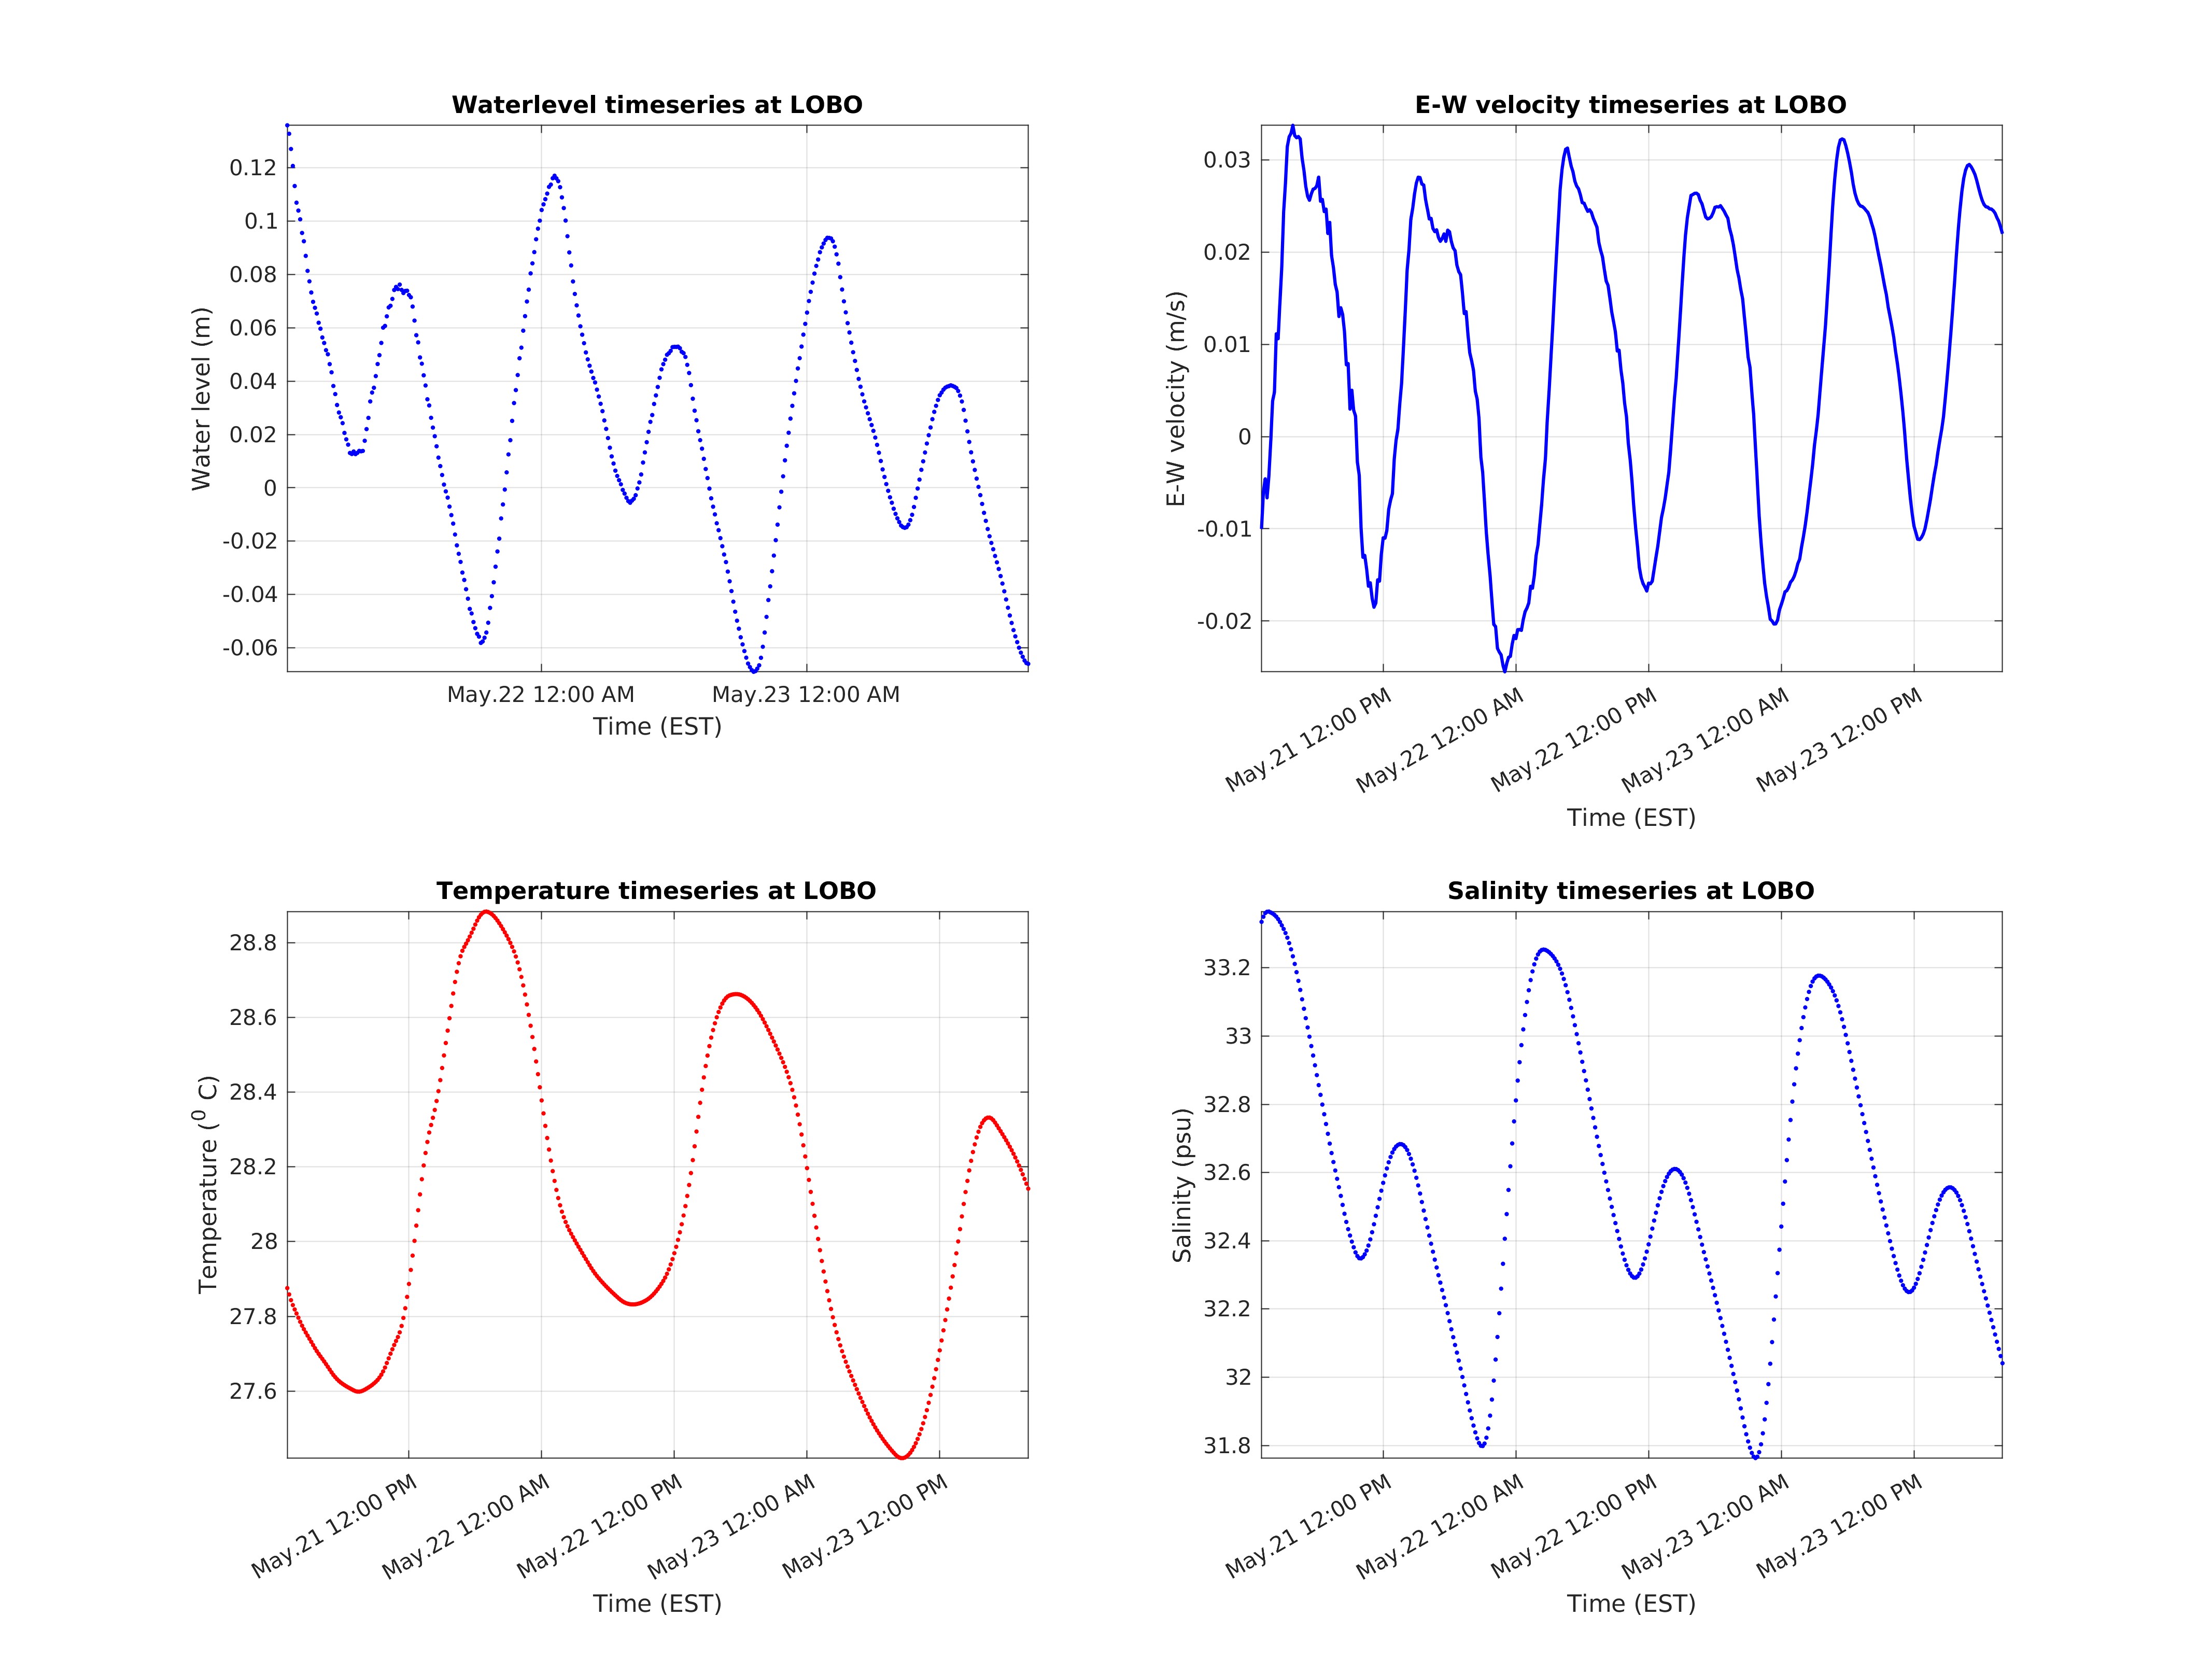 Waterlevel timeseries at LOBO
0.12
0.1
0.08
0.06
0.04
0.02
0
-0.02
-0.04
-0.06
Water level (m)
May.22 12:00 AM May.23 12:00 AM
Time (EST)
E-W velocity timeseries at LOBO
0.03
0.02
0.01
0
-0.01
-0.02
E-W velocity (m/s)
May.21 12:00 PM
May.22 12:00 AM
May.22 12:00 PM
May.23 12:00 AM
May.23 12:00 PM
Time (EST)
Temperature timeseries at LOBO
28.8
28.6
28.4
28.2
28
27.8
27.6
Temperature (⁰ C)
May.21 12:00 PM
May.22 12:00 AM
May.22 12:00 PM
May.23 12:00 AM
May.23 12:00 PM
Time (EST)
Salinity timeseries at LOBO
33.2
33
32.8
32.6
32.4
32.2
32
31.8
Salinity (psu)
May.21 12:00 PM
May.22 12:00 AM
May.22 12:00 PM
May.23 12:00 AM
May.23 12:00 PM
Time (EST)